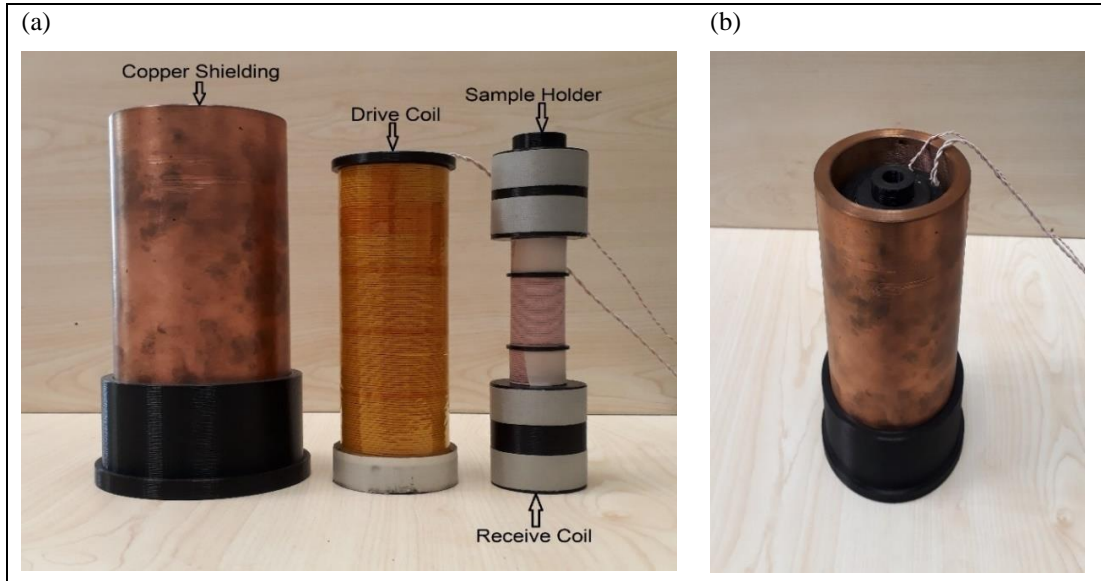 (a)
(b)
Copper Shielding
Drive Coil
Sample Holder
Receive Coil